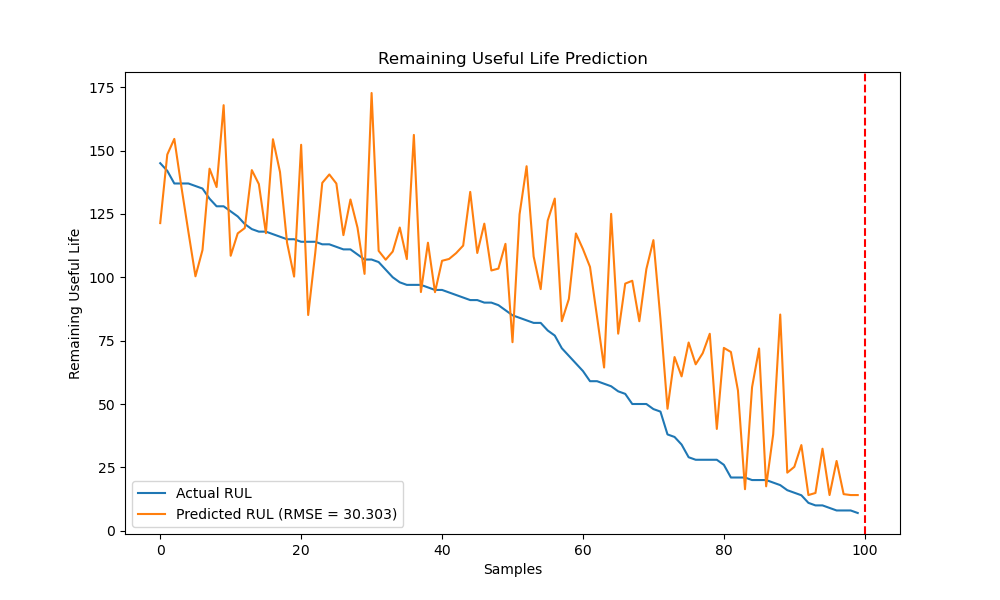 Remaining Useful Life Prediction
Remaining Useful Life
175
150
125
100
75
50
25
0
Actual RUL
Predicted RUL (RMSE = 30.303)
0 20 40 60 80 100
Samples